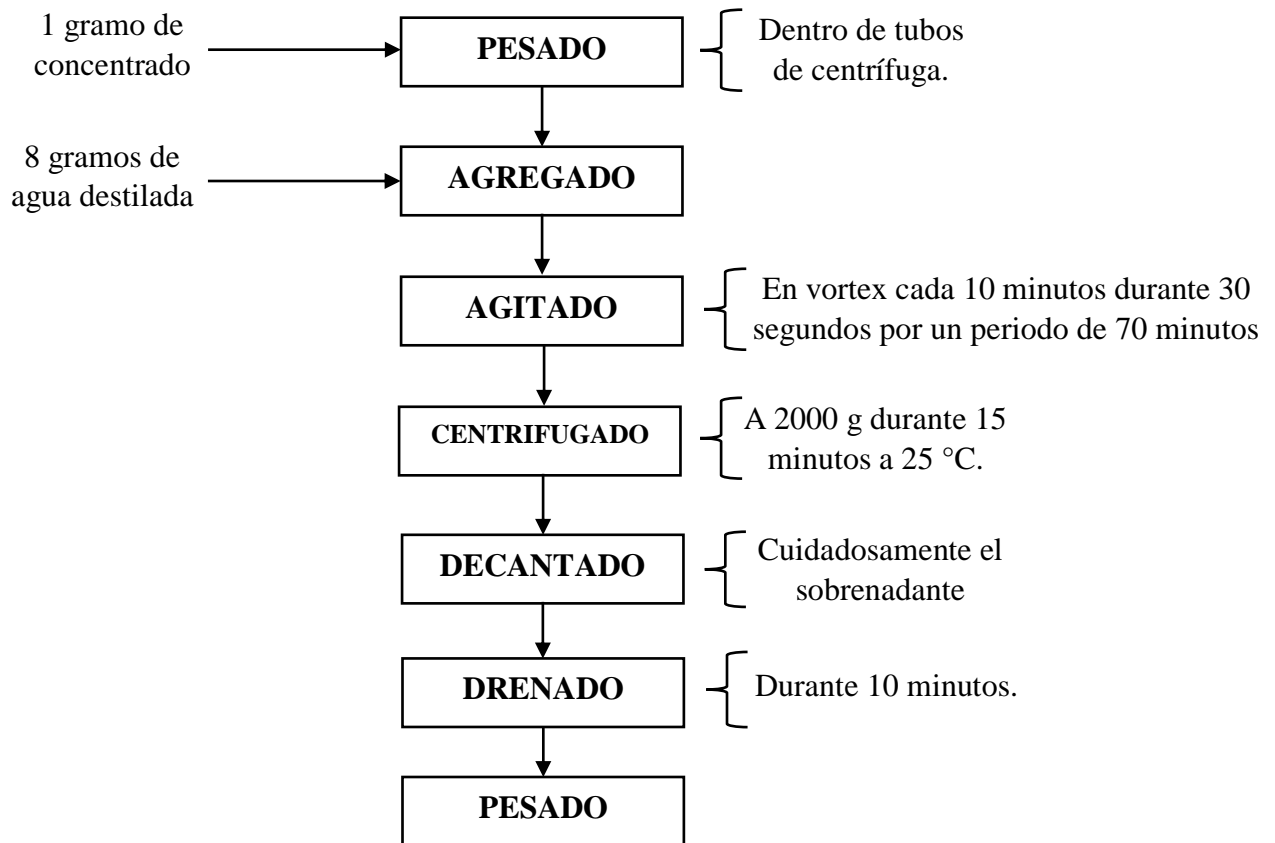 1 gramo de
concentrado
PESADO
Dentro de tubos
de centrífuga.
8 gramos de
agua destilada
AGREGADO
AGITADO
En vortex cada 10 minutos durante 30
segundos por un periodo de 70 minutos
CENTRIFUGADO
A 2000 g durante 15
minutos a 25 °C.
DECANTADO
Cuidadosamente el
sobrenadante
DRENADO
Durante 10 minutos.
PESADO